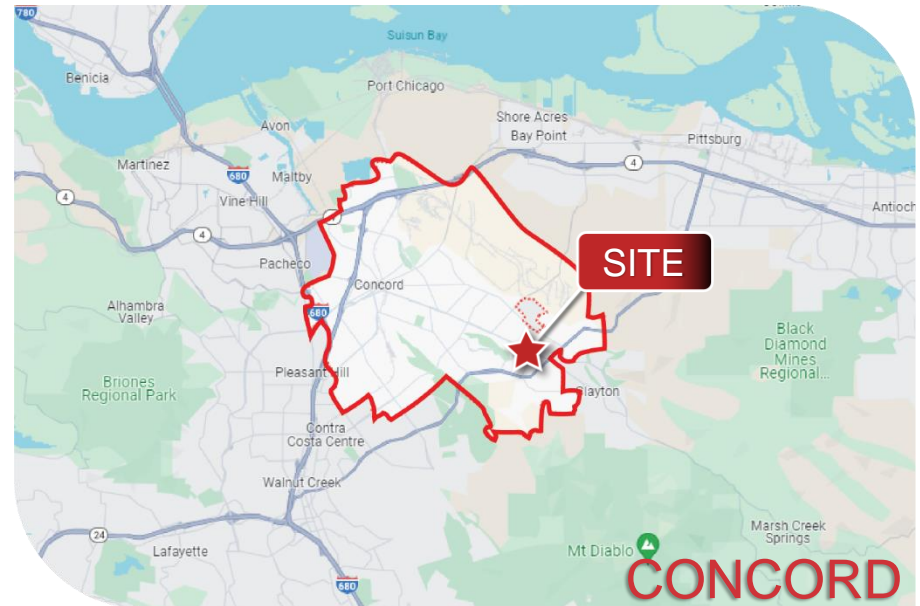 780
Suisun Bay
Benicia
Port Chicago
Shore Acres
Avon
Bay Point
Pittsburg
Martinez
4
680
Maltby
4
Vine Hill
Antioch
4
Pacheco
SITE
Concord
680
Alhambra
Valley
Black
Diamond
Mines
Regional...
Pleasant Hill
Briones
Regional Park
Clayton
Contra
Costa Centre
Walnut Creek
24
Lafayette
Marsh Creek
Springs
Mt Diablo
680
CONCORD